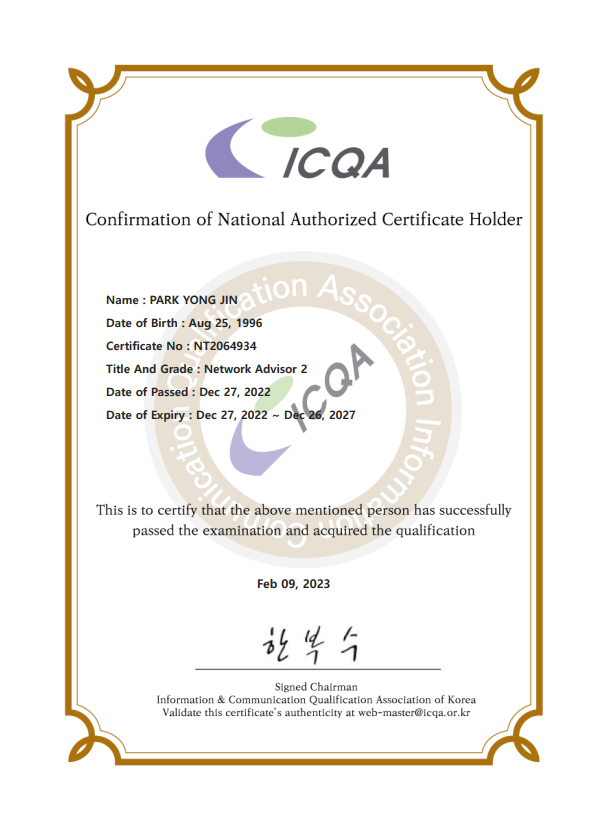 ICQA
Confirmation of National Authorized Certificate Holder
Name : PARK YONG JIN
Date of Birth : Aug 25, 1996
Certificate No : NT2064934
Title And Grade : Network Advisor 2
Date of Passed : Dec 27, 2022
Date of Expiry : Dec 27, 2022 ~ Dec 26, 2027
Information Communication Qualification Association
ICQA
This is to certify that the above mentioned person has successfully
passed the examination and acquired the qualification
Feb 09, 2023
한 복 수
Signed Chairman
Information & Communication Qualification Association of Korea
Validate this certificate's authenticity at web-master@icqa.or.kr